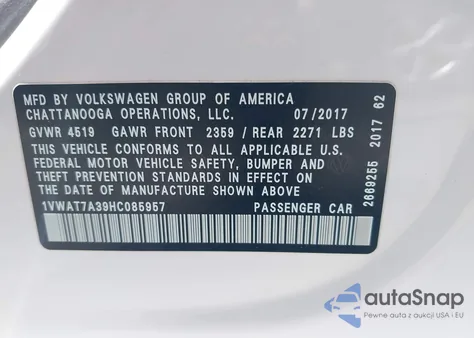 MFD BY VOLKSWAGEN GROUP OF AMERICA
CHATTANOOGA OPERATIONS, LLC. 07/2017
GVWR 4519 GAWR FRONT 2359 / REAR 2271 LBS
THIS VEHICLE CONFORMS TO ALL APPLICABLE U.S.
FEDERAL MOTOR VEHICLE SAFETY, BUMPER AND
THEFT PREVENTION STANDARDS IN EFFECT ON THE
DATE OF MANUFACTURE SHOWN ABOVE
1VWAT7A39HC085957 PASSENGER CAR
2669255 2017 62
autoSnap
Pewne auta z aukcji USA i EU